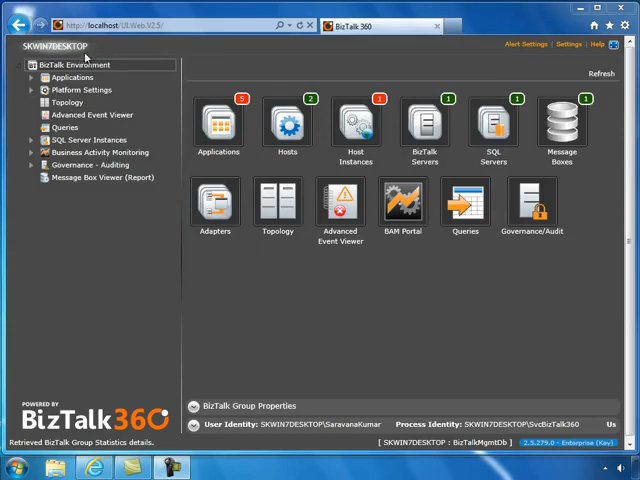 http://localhost/ULWeb.V2.5/
BizTalk 360
SKWIN7DESKTOP
Alert Settings | Settings | Help
BizTalk Environment
Applications
Platform Settings
Topology
Advanced Event Viewer
Queries
SQL Server Instances
Business Activity Monitoring
Governance - Auditing
Message Box Viewer (Report)
Refresh
5
2
1
1
1
1
Applications
Hosts
Host
Instances
BizTalk
Servers
SQL
Servers
Message
Boxes
Adapters
Topology
Advanced
Event Viewer
BAM Portal
Queries
Governance/Audit
POWERED BY
BizTalk360
BizTalk Group Properties
User Identity: SKWIN7DESKTOP\SaravanaKumar Process Identity: SKWIN7DESKTOP\SvcBizTalk360 Us
Retrieved BizTalk Group Statistics details.
[ SKWIN7DESKTOP : BizTalkMgmtDb ] 2.5.279.0 - Enterprise (Key)